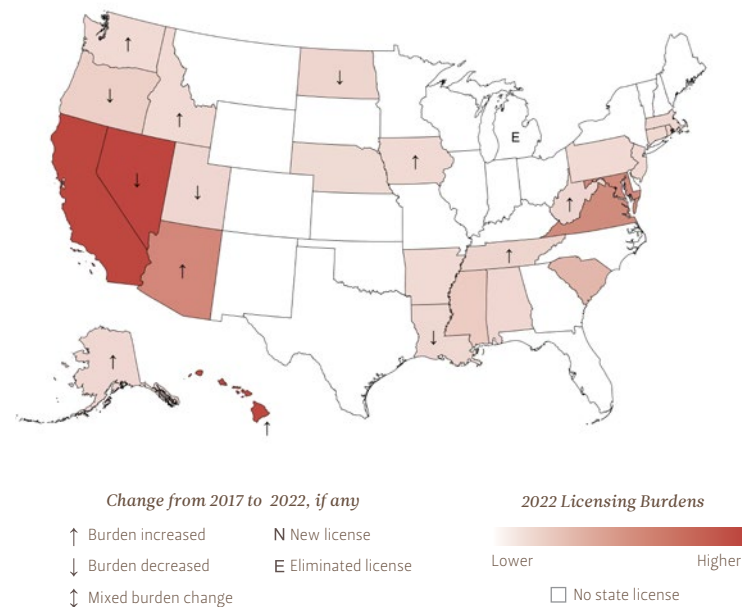 E
Change from 2017 to 2022, if any
↑ Burden increased
↓ Burden decreased
↕ Mixed burden change
N New license
E Eliminated license
2022 Licensing Burdens
Lower Higher
No state license